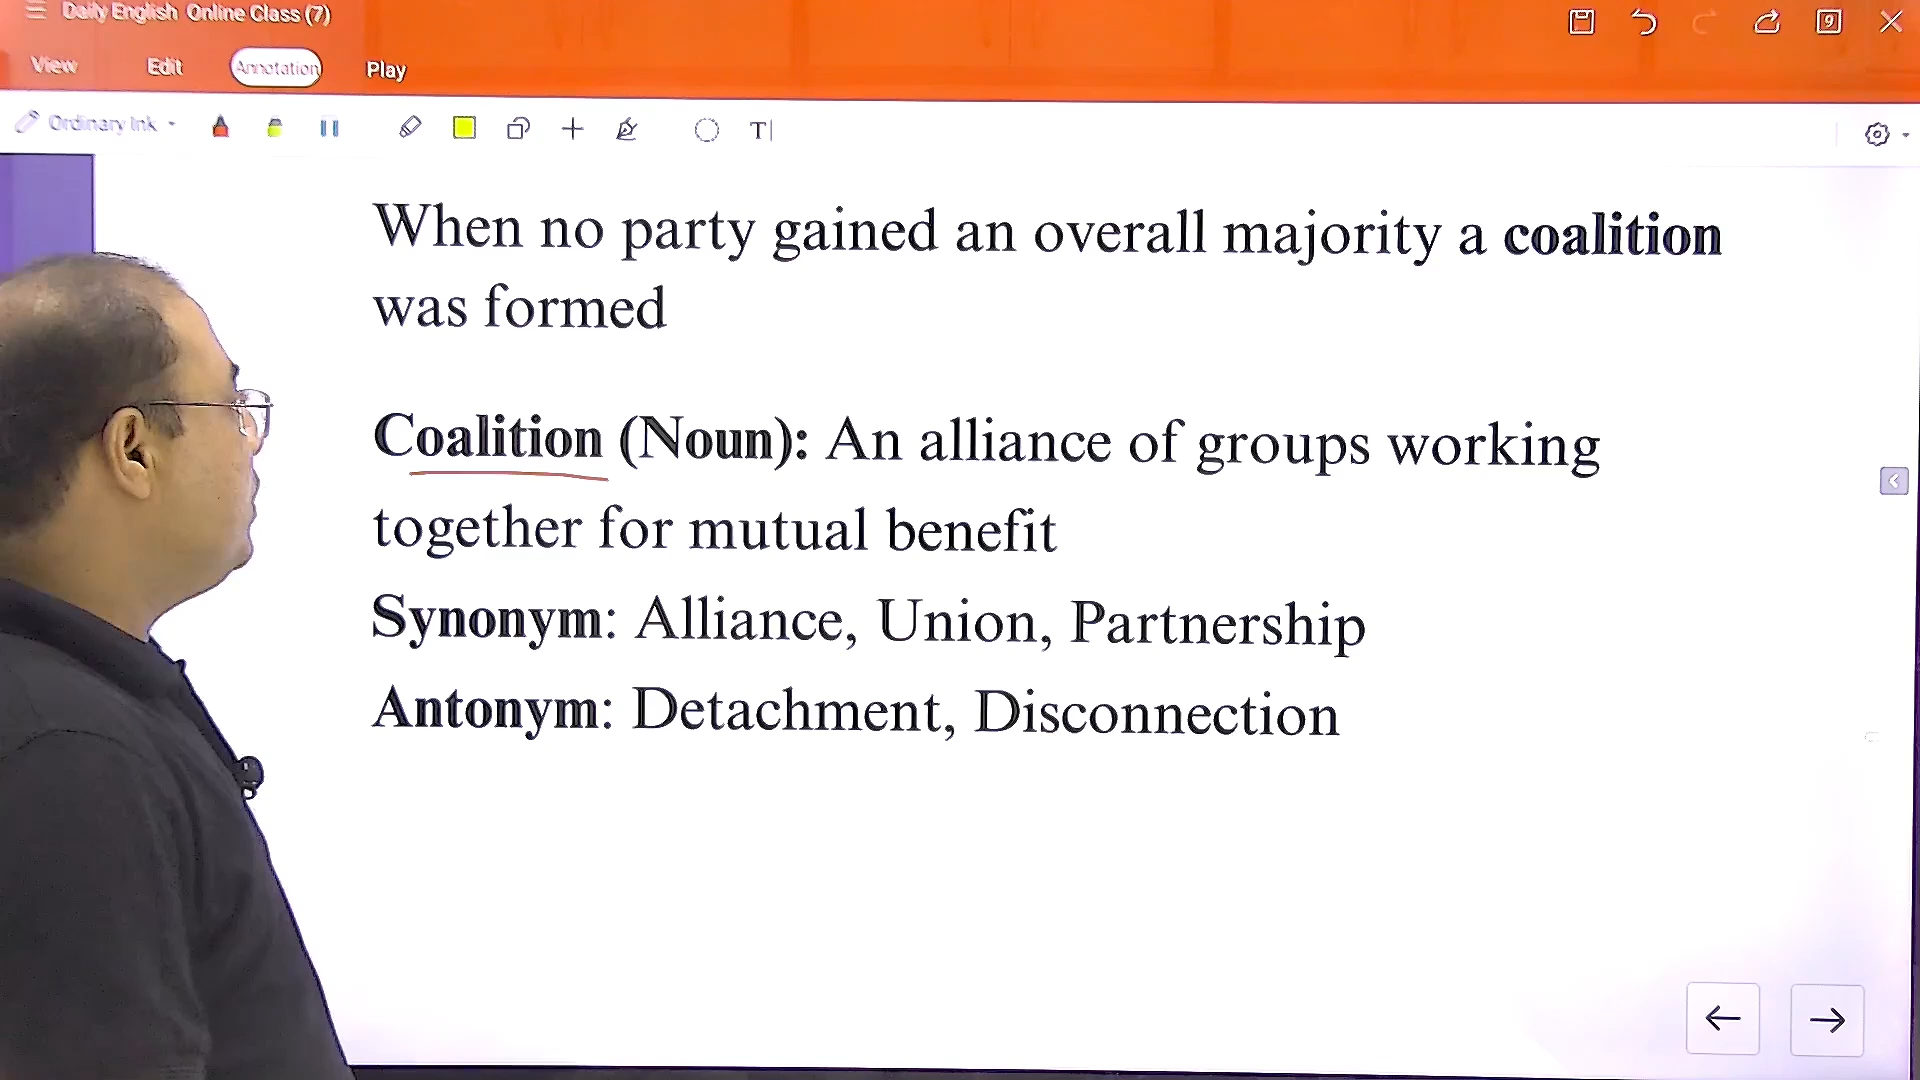 Daily English Online Class (7)
9
View Edit Annotation Play
Ordinary Ink
T|
When no party gained an overall majority a coalition
was formed
Coalition (Noun): An alliance of groups working
together for mutual benefit
Synonym: Alliance, Union, Partnership
Antonym: Detachment, Disconnection